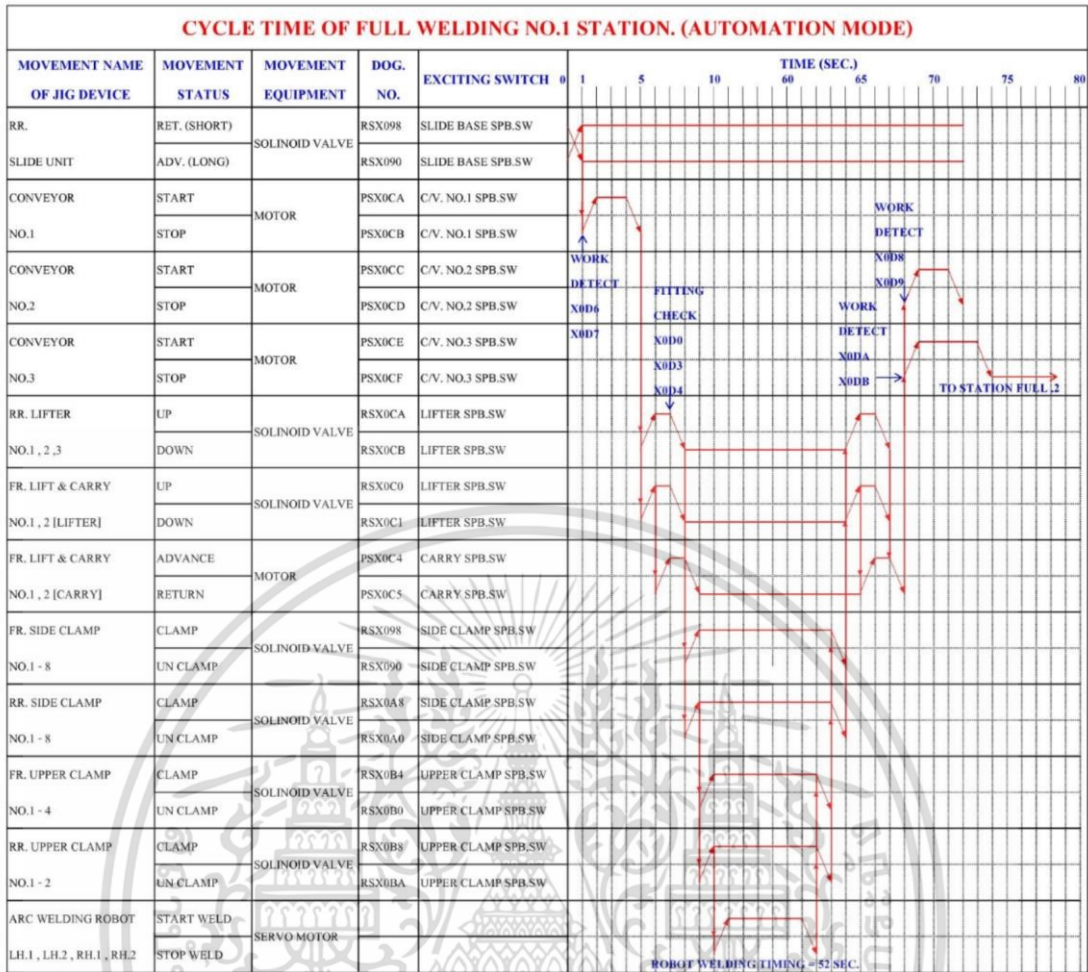 CYCLE TIME OF FULL WELDING NO.1 STATION. (AUTOMATION MODE)
MOVEMENT NAME OF JIG DEVICE MOVEMENT STATUS MOVEMENT EQUIPMENT DOG. NO. EXCITING SWITCH TIME (SEC.)
0 1 5 10 60 65 70 75 80
RR. RET. (SHORT) SOLINOID VALVE RSX098 SLIDE BASE SPB.SW
SLIDE UNIT ADV. (LONG) RSX090 SLIDE BASE SPB.SW
CONVEYOR START MOTOR PSX0CA C/V. NO.1 SPB.SW
NO.1 STOP PSX0CB C/V. NO.1 SPB.SW
CONVEYOR START MOTOR PSX0CC C/V. NO.2 SPB.SW
NO.2 STOP PSX0CD C/V. NO.2 SPB.SW
CONVEYOR START MOTOR PSX0CE C/V. NO.3 SPB.SW
NO.3 STOP PSX0CF C/V. NO.3 SPB.SW
RR. LIFTER UP SOLINOID VALVE RSX0CA LIFTER SPB.SW
NO.1 , 2 ,3 DOWN RSX0CB LIFTER SPB.SW
FR. LIFT & CARRY UP SOLINOID VALVE RSX0C0 LIFTER SPB.SW
NO.1 , 2 [LIFTER] DOWN RSX0C1 LIFTER SPB.SW
FR. LIFT & CARRY ADVANCE MOTOR PSX0C4 CARRY SPB.SW
NO.1 , 2 [CARRY] RETURN PSX0C5 CARRY SPB.SW
FR. SIDE CLAMP CLAMP SOLINOID VALVE RSX098 SIDE CLAMP SPB.SW
NO.1 - 8 UN CLAMP RSX090 SIDE CLAMP SPB.SW
RR. SIDE CLAMP CLAMP SOLINOID VALVE RSX0A8 SIDE CLAMP SPB.SW
NO.1 - 8 UN CLAMP RSX0A0 SIDE CLAMP SPB.SW
FR. UPPER CLAMP CLAMP SOLINOID VALVE RSX0B4 UPPER CLAMP SPB.SW
NO.1 - 4 UN CLAMP RSX0B0 UPPER CLAMP SPB.SW
RR. UPPER CLAMP CLAMP SOLINOID VALVE RSX0B8 UPPER CLAMP SPB.SW
NO.1 - 2 UN CLAMP RSX0BA UPPER CLAMP SPB.SW
ARC WELDING ROBOT START WELD SERVO MOTOR
LH.1 , LH.2 , RH.1 , RH.2 STOP WELD
WORK
DETECT
X0D6
X0D7
FITTING
CHECK
X0D0
X0D3
X0D4
WORK
DETECT
X0D8
X0D9
WORK
DETECT
X0DA
X0DB
TO STATION FULL .2
ROBOT WELDING TIMING = 52 SEC.